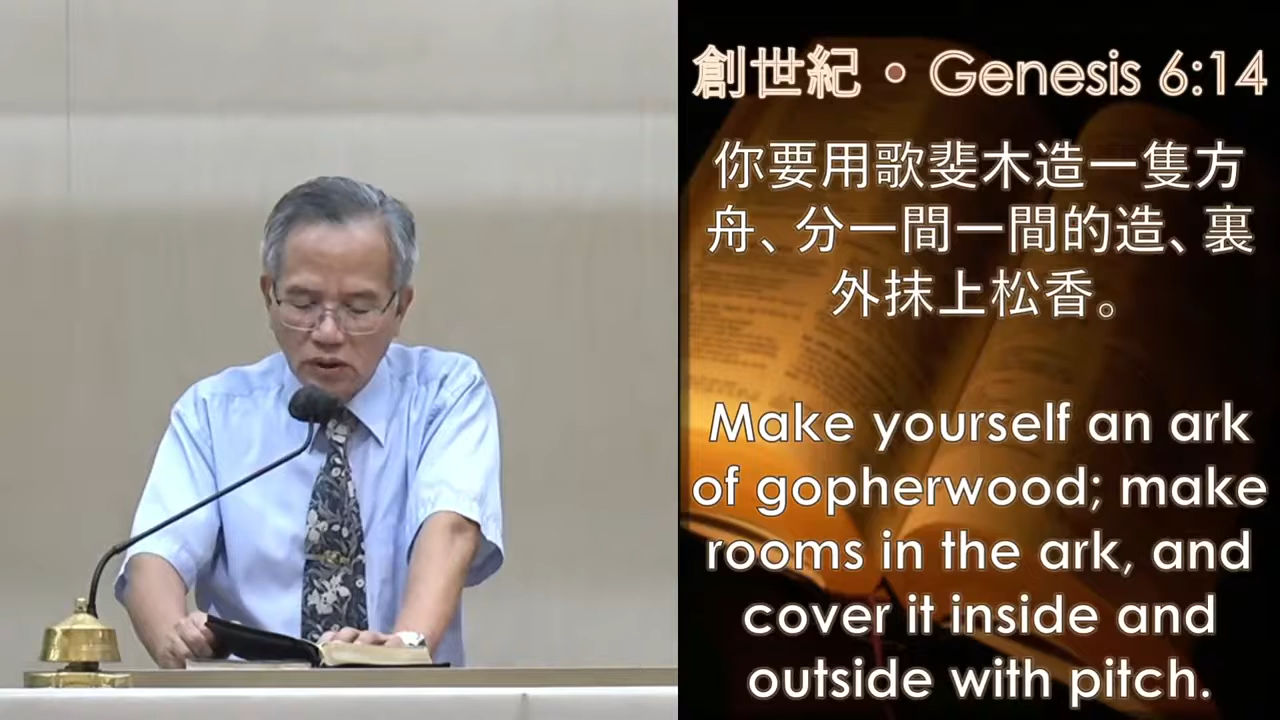 創世紀•Genesis 6:14
你要用歌斐木造一隻方
舟、分一間一間的造、裏
外抹上松香。
Make yourself an ark
of gopherwood; make
rooms in the ark, and
cover it inside and
outside with pitch.